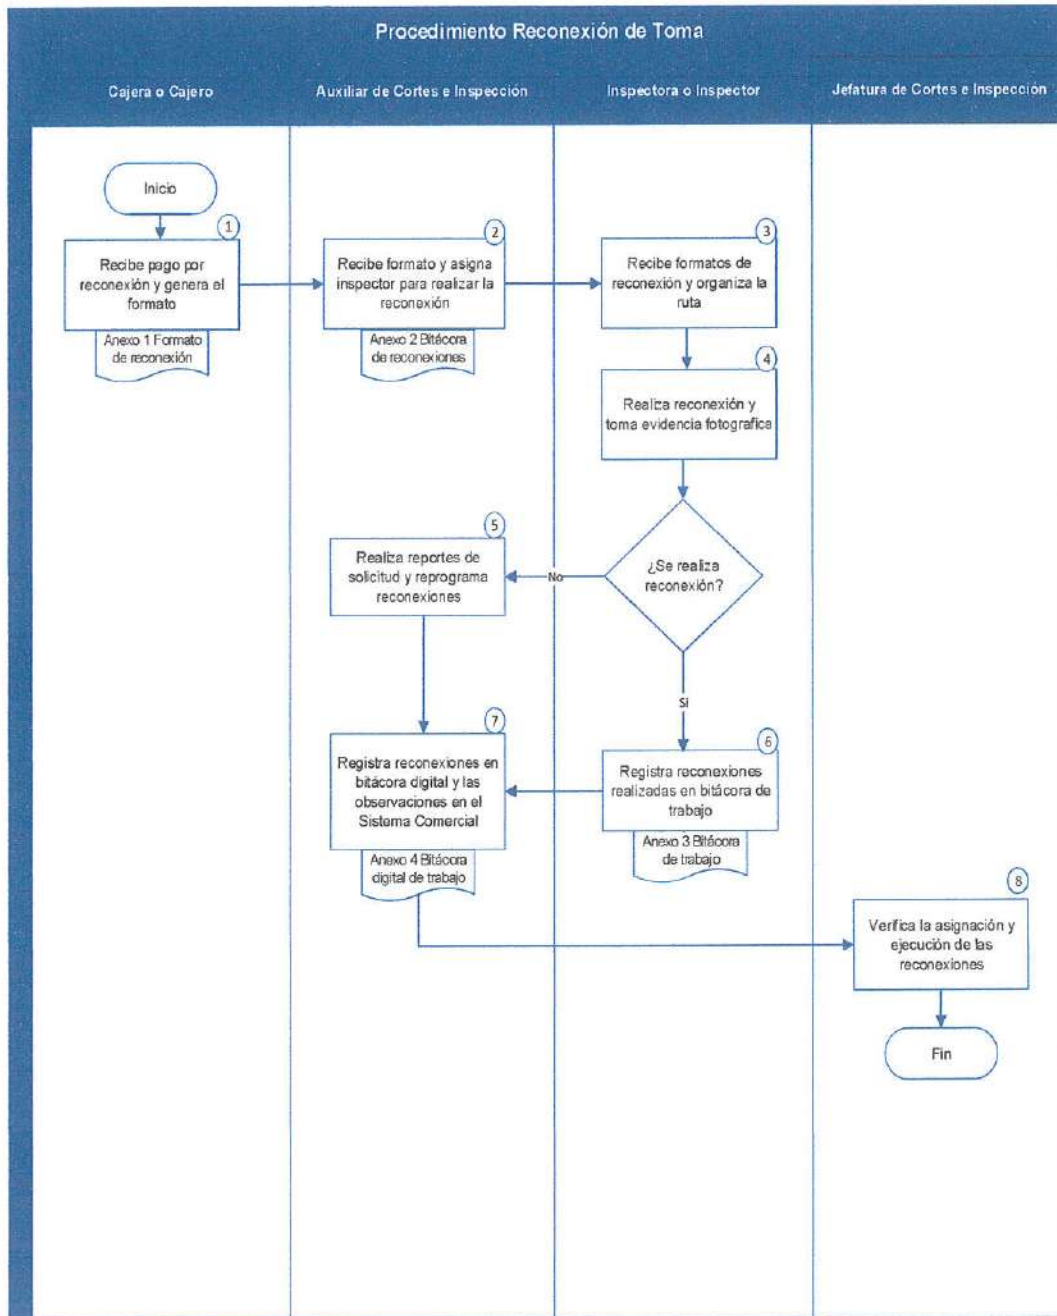 Procedimiento Reconexión de Toma
Cajera o Cajero
Auxiliar de Cortes e Inspección
Inspectora o Inspector
Jefatura de Cortes e Inspección
Inicio
1
Recibe pago por
reconexión y genera el
formato
Anexo 1 Formato
de reconexión
2
Recibe formato y asigna
inspector para realizar la
reconexión
Anexo 2 Bitácora
de reconexiones
3
Recibe formatos de
reconexión y organiza la
ruta
4
Realiza reconexión y
toma evidencia fotografica
¿Se realiza
reconexión?
No
5
Realiza reportes de
solicitud y reprograma
reconexiones
Si
6
Registra reconexiones
realizadas en bitácora de
trabajo
Anexo 3 Bitácora
de trabajo
7
Registra reconexiones en
bitácora digital y las
observaciones en el
Sistema Comercial
Anexo 4 Bitácora
digital de trabajo
8
Verifica la asignación y
ejecución de las
reconexiones
Fin